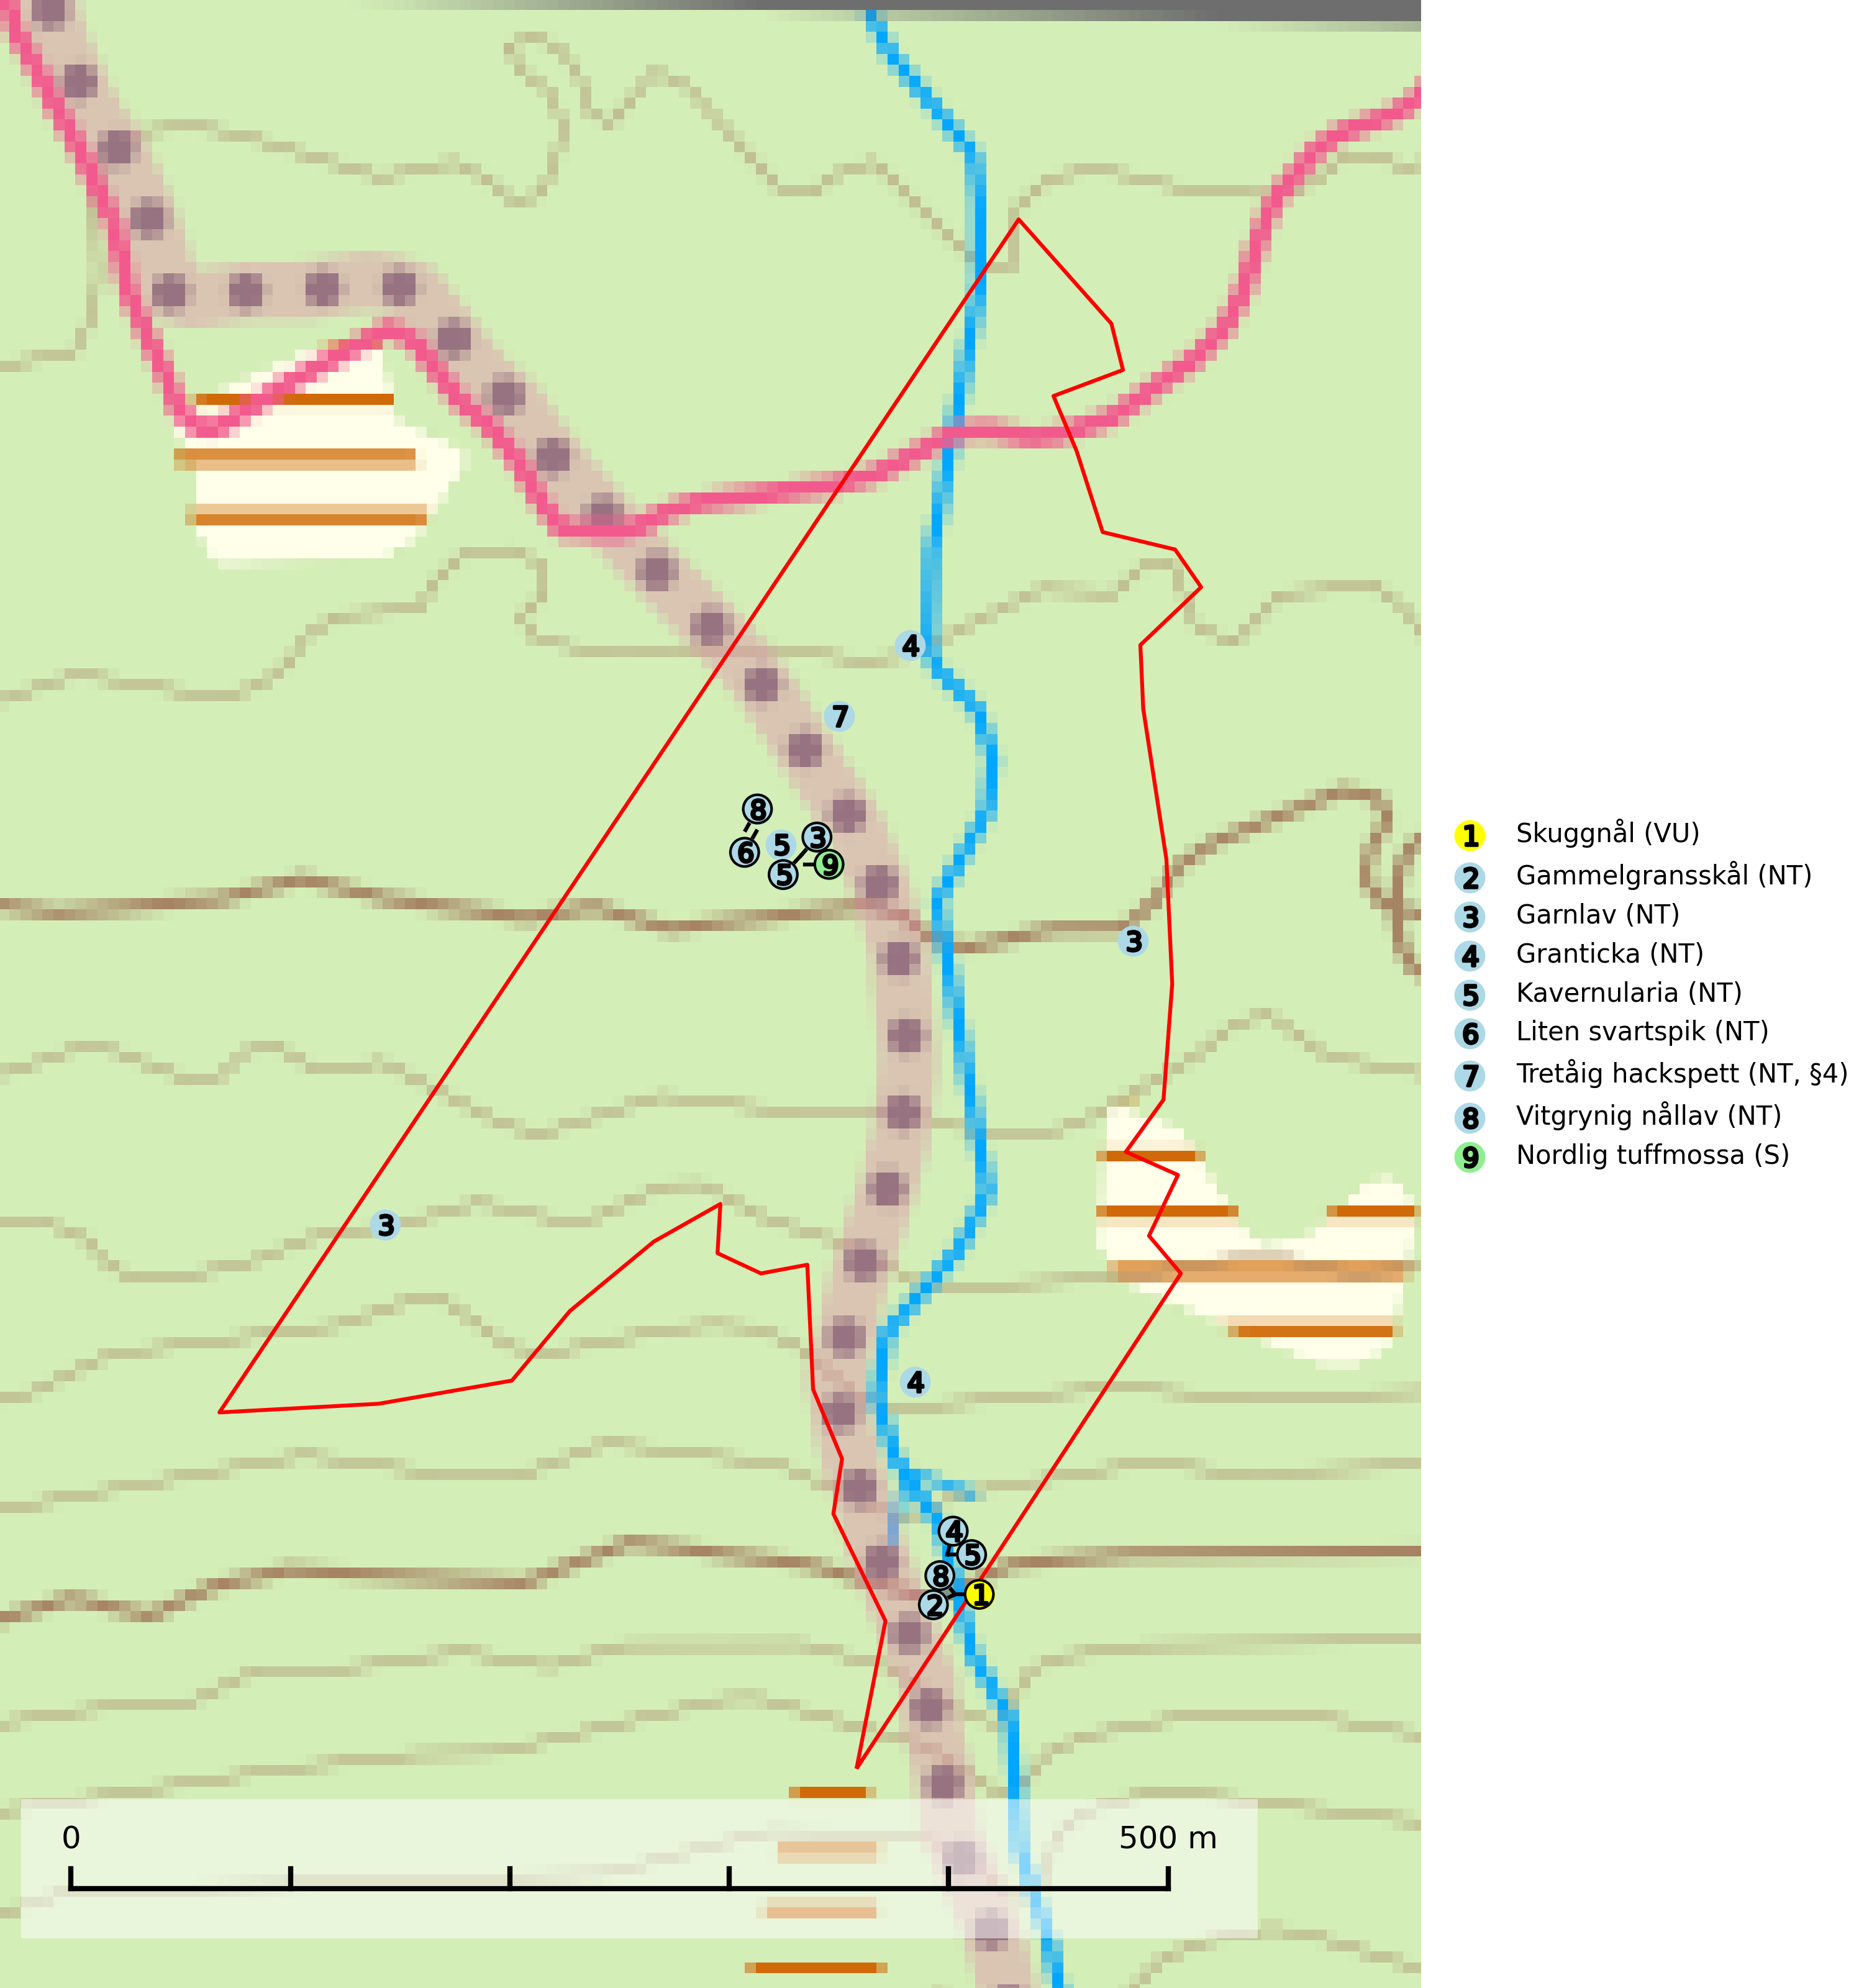 4
7
8
5
3
6
9
5
3
3
4
4
5
8
1
2
0
500 m
1 Skuggnål (VU)
2 Gammelgransskål (NT)
3 Garnlav (NT)
4 Granticka (NT)
5 Kavernularia (NT)
6 Liten svartspik (NT)
7 Tretåig hackspett (NT, §4)
8 Vitgrynig nållav (NT)
9 Nordlig tuffmossa (S)